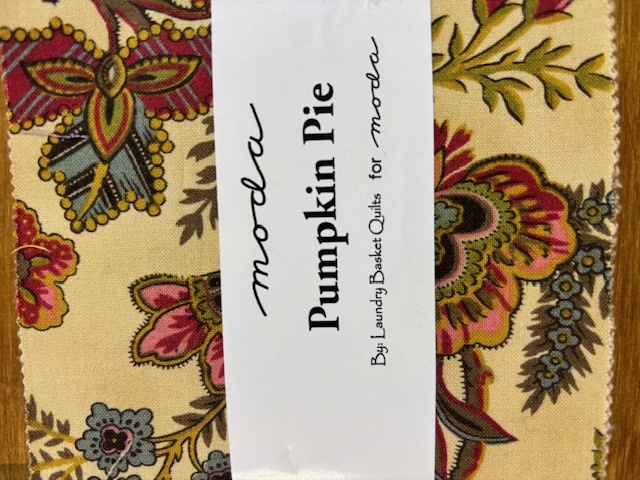 moda
Pumpkin Pie
By: Laundry Basket Quilts for moda